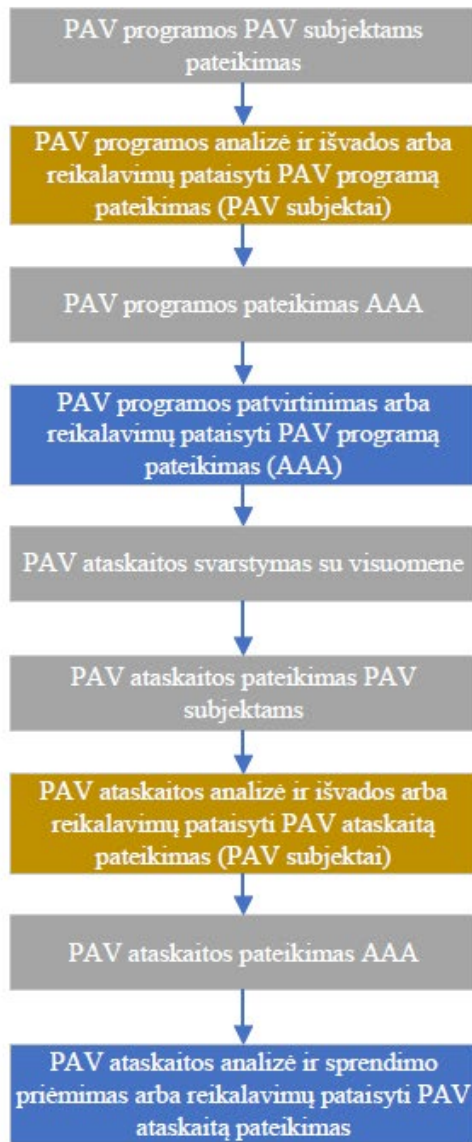 PAV programos PAV subjektams
pateikimas
PAV programos analizė ir išvados arba
reikalavimų pataisyti PAV programą
pateikimas (PAV subjektai)
PAV programos pateikimas AAA
PAV programos patvirtinimas arba
reikalavimų pataisyti PAV programą
pateikimas (AAA)
PAV ataskaitos svarstymas su visuomene
PAV ataskaitos pateikimas PAV
subjektams
PAV ataskaitos analizė ir išvados arba
reikalavimų pataisyti PAV ataskaitą
pateikimas (PAV subjektai)
PAV ataskaitos pateikimas AAA
PAV ataskaitos analizė ir sprendimo
priėmimas arba reikalavimų pataisyti PAV
ataskaitą pateikimas